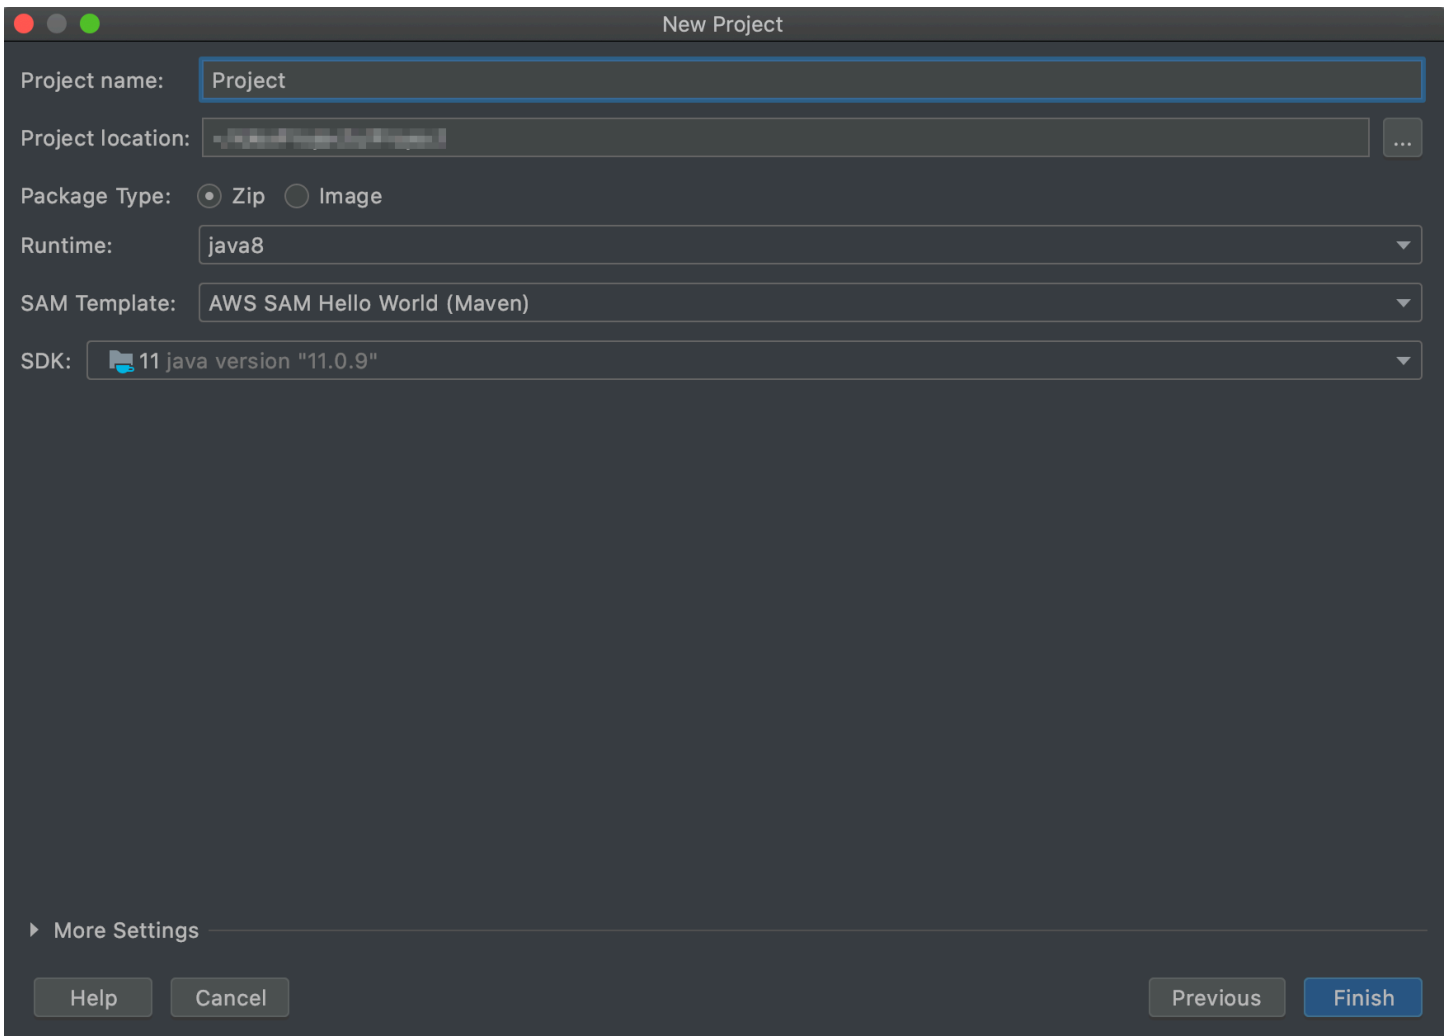 New Project
Project name: Project
Project location: ...
Package Type: Zip Image
Runtime: java8
SAM Template: AWS SAM Hello World (Maven)
SDK: 11 java version "11.0.9"
More Settings
Help Cancel Previous Finish